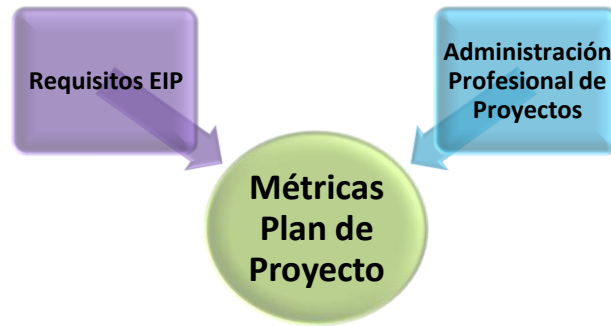 Requisitos EIP
Administración
Profesional de
Proyectos
Métricas
Plan de
Proyecto